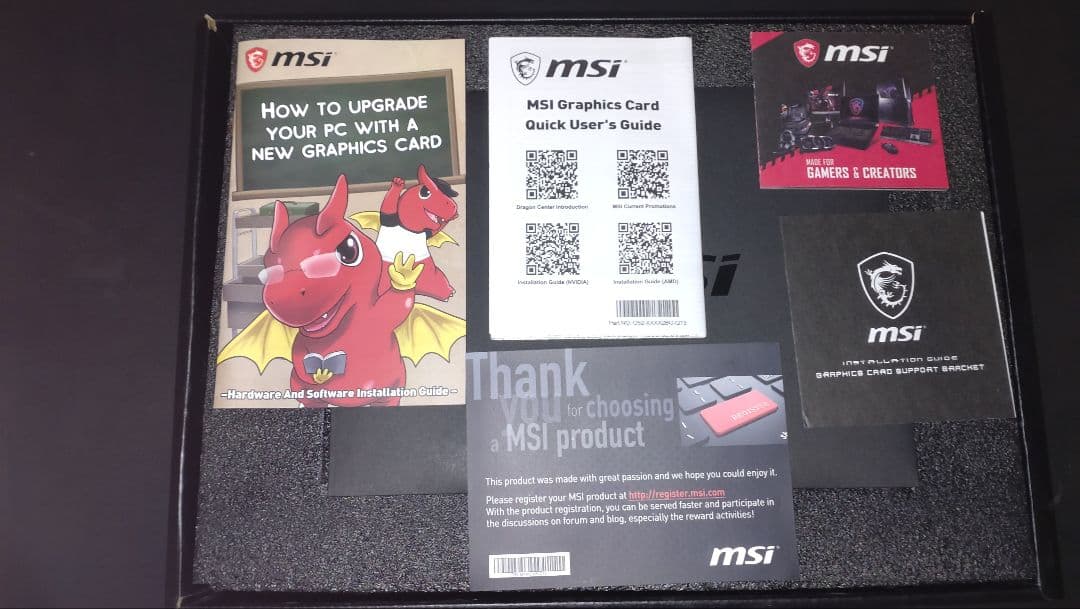 msi
HOW TO UPGRADE
YOUR PC WITH A
NEW GRAPHICS CARD
-Hardware And Software Installation Guide-
msi
MSI Graphics Card
Quick User's Guide
Dragon Center Introduction
MSI Current Promotions
Installation Guide (NVIDIA)
Installation Guide (AMD)
msi
MADE FOR
GAMERS & CREATORS
si
msi
INSTALLATION GUIDE
GRAPHICS CARD SUPPORT BRACKET
Thank
you for choosing
a MSI product
REGISTER
This product was made with great passion and we hope you could enjoy it.
Please register your MSI product at http://register.msi.com
With the product registration, you can be served faster and participate in
the discussions on forum and blog, especially the reward activities!
msi